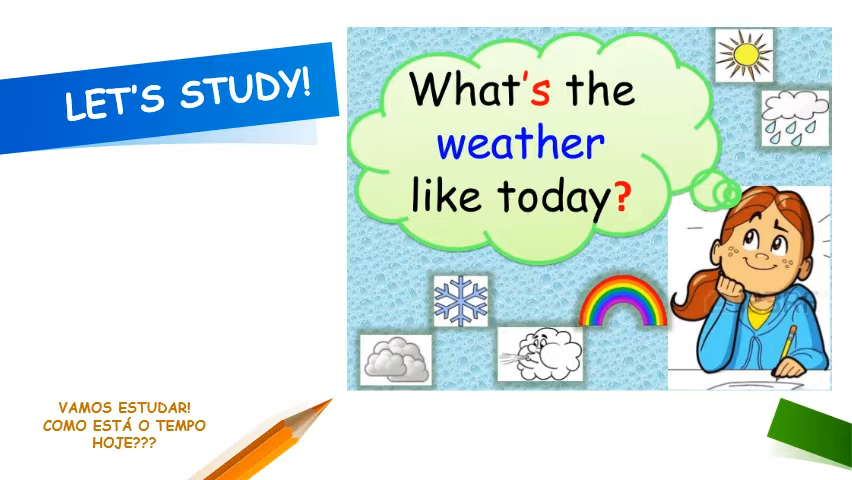 LET'S STUDY!
What's the
weather
like today?
VAMOS ESTUDAR!
COMO ESTÁ O TEMPO
HOJE???